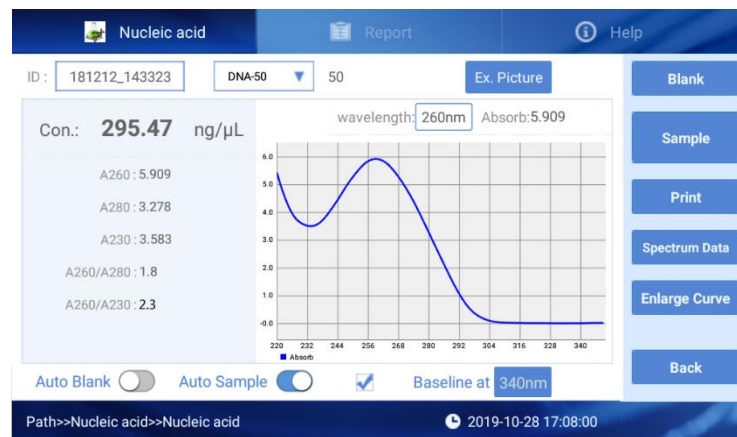 Nucleic acid
Report
Help
ID : 181212_143323 DNA-50 50 Ex. Picture
Blank
Con.: 295.47 ng/μL
wavelength: 260nm Absorb:5.909
Sample
A260 : 5.909
A280 : 3.278
A230 : 3.583
A260/A280 : 1.8
A260/A230 : 2.3
6.0
5.0
4.0
3.0
2.0
1.0
-0.0
220 232 244 256 268 280 292 304 316 328 340
Absorb
Print
Spectrum Data
Enlarge Curve
Back
Auto Blank Auto Sample Baseline at 340nm
Path>>Nucleic acid>>Nucleic acid 2019-10-28 17:08:00